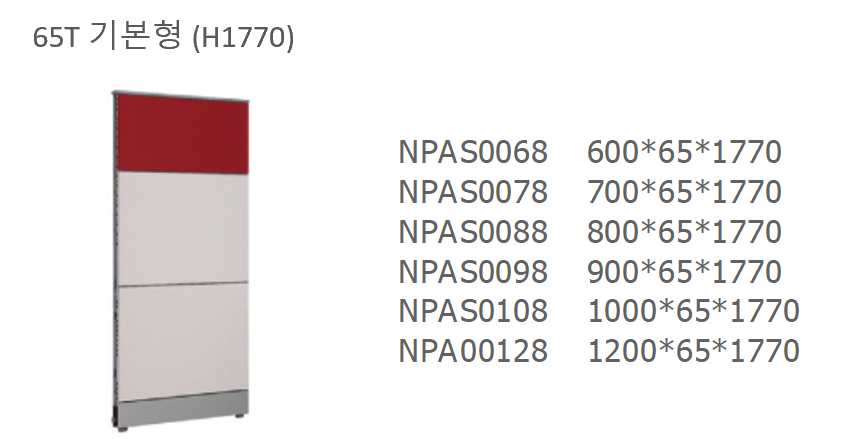 65T 기본형 (H1770)
NPAS0068 600*65*1770
NPAS0078 700*65*1770
NPAS0088 800*65*1770
NPAS0098 900*65*1770
NPAS0108 1000*65*1770
NPA00128 1200*65*1770